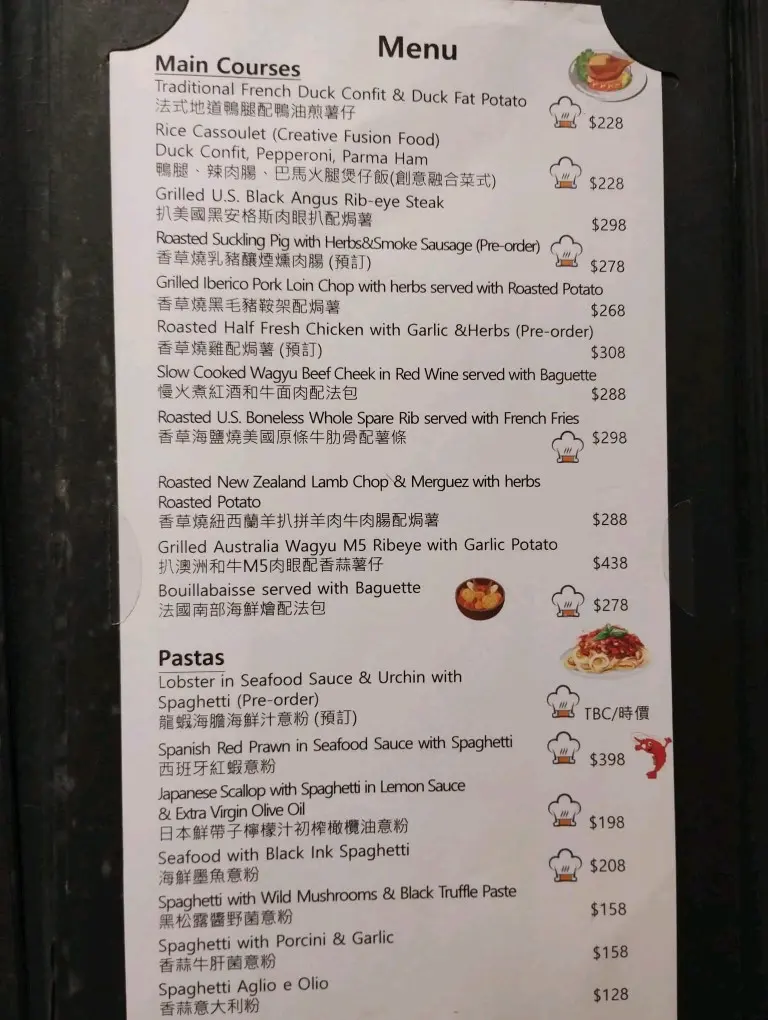 Menu
Main Courses
Traditional French Duck Confit & Duck Fat Potato
法式地道鴨腿配鴨油煎薯仔
$228
Rice Cassoulet (Creative Fusion Food)
Duck Confit, Pepperoni, Parma Ham
鴨腿、辣肉腸、巴馬火腿煲仔飯(創意融合菜式)
$228
Grilled U.S. Black Angus Rib-eye Steak
扒美國黑安格斯肉眼扒配焗薯
$298
Roasted Suckling Pig with Herbs&Smoke Sausage (Pre-order)
香草燒乳豬釀煙燻肉腸 (預訂)
$278
Grilled Iberico Pork Loin Chop with herbs served with Roasted Potato
香草燒黑毛豬鞍架配焗薯
$268
Roasted Half Fresh Chicken with Garlic &Herbs (Pre-order)
香草燒雞配焗薯 (預訂)
$308
Slow Cooked Wagyu Beef Cheek in Red Wine served with Baguette
慢火煮紅酒和牛面肉配法包
$288
Roasted U.S. Boneless Whole Spare Rib served with French Fries
香草海鹽燒美國原條牛肋骨配薯條
$298
Roasted New Zealand Lamb Chop & Merguez with herbs
Roasted Potato
香草燒紐西蘭羊扒拼羊肉牛肉腸配焗薯
$288
Grilled Australia Wagyu M5 Ribeye with Garlic Potato
扒澳洲和牛M5肉眼配香蒜薯仔
$438
Bouillabaisse served with Baguette
法國南部海鮮燴配法包
$278
Pastas
Lobster in Seafood Sauce & Urchin with
Spaghetti (Pre-order)
龍蝦海膽海鮮汁意粉 (預訂)
TBC/時價
Spanish Red Prawn in Seafood Sauce with Spaghetti
西班牙紅蝦意粉
$398
Japanese Scallop with Spaghetti in Lemon Sauce
& Extra Virgin Olive Oil
日本鮮帶子檸檬汁初榨橄欖油意粉
$198
Seafood with Black Ink Spaghetti
海鮮墨魚意粉
$208
Spaghetti with Wild Mushrooms & Black Truffle Paste
黑松露醬野菌意粉
$158
Spaghetti with Porcini & Garlic
香蒜牛肝菌意粉
$158
Spaghetti Aglio e Olio
香蒜意大利粉
$128